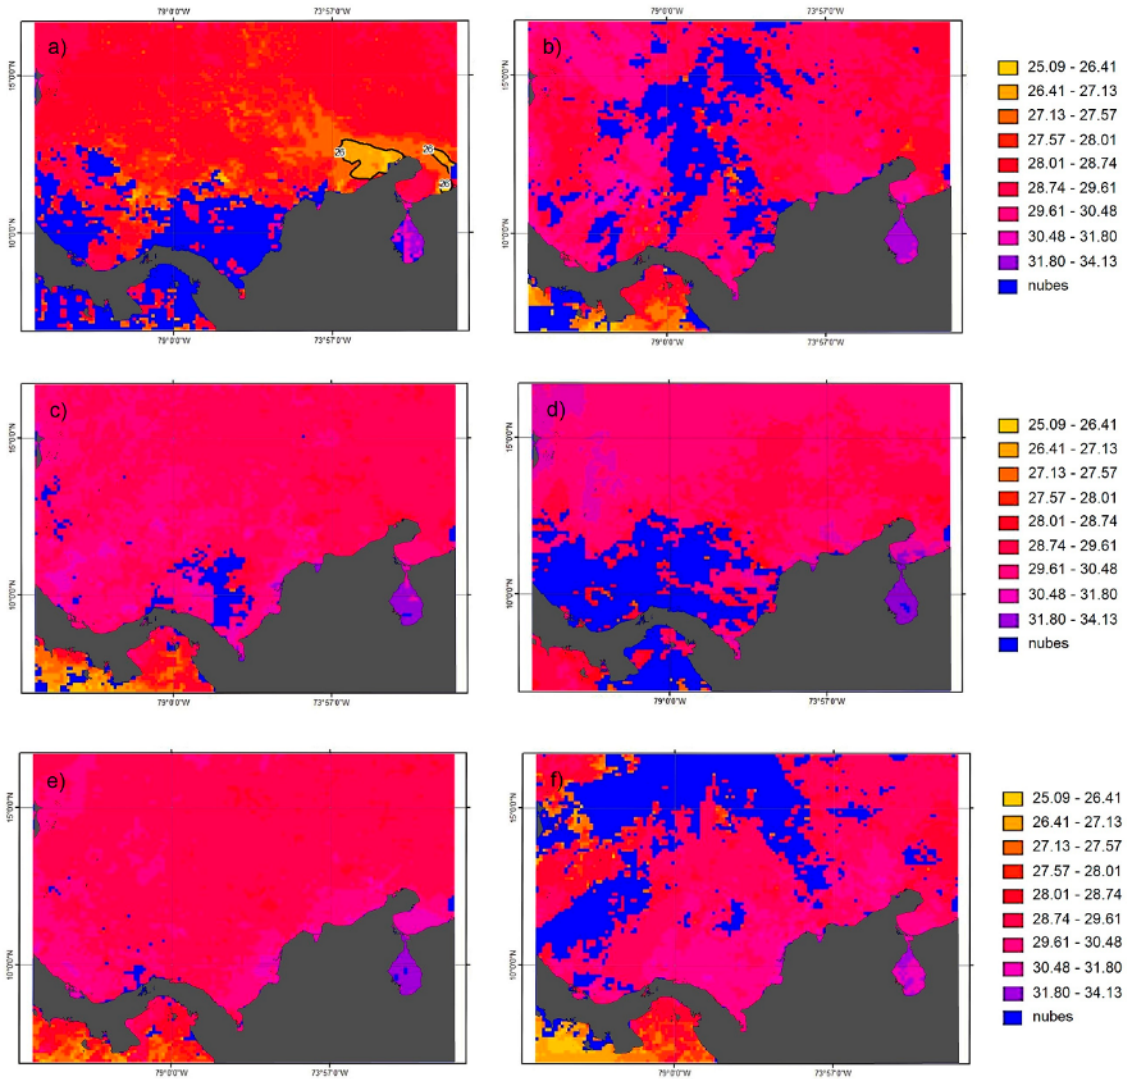 79°0'0"W 73°57'0"W 79°0'0"W 73°57'0"W
a) b)
15°0'0"N 15°0'0"N
26 26
26
10°0'0"N 10°0'0"N
79°0'0"W 73°57'0"W 79°0'0"W 73°57'0"W
25.09 - 26.41
26.41 - 27.13
27.13 - 27.57
27.57 - 28.01
28.01 - 28.74
28.74 - 29.61
29.61 - 30.48
30.48 - 31.80
31.80 - 34.13
nubes
c) d)
15°0'0"N 15°0'0"N
10°0'0"N 10°0'0"N
79°0'0"W 73°57'0"W 79°0'0"W 73°57'0"W
25.09 - 26.41
26.41 - 27.13
27.13 - 27.57
27.57 - 28.01
28.01 - 28.74
28.74 - 29.61
29.61 - 30.48
30.48 - 31.80
31.80 - 34.13
nubes
e) f)
15°0'0"N 15°0'0"N
10°0'0"N 10°0'0"N
79°0'0"W 73°57'0"W 79°0'0"W 73°57'0"W
25.09 - 26.41
26.41 - 27.13
27.13 - 27.57
27.57 - 28.01
28.01 - 28.74
28.74 - 29.61
29.61 - 30.48
30.48 - 31.80
31.80 - 34.13
nubes